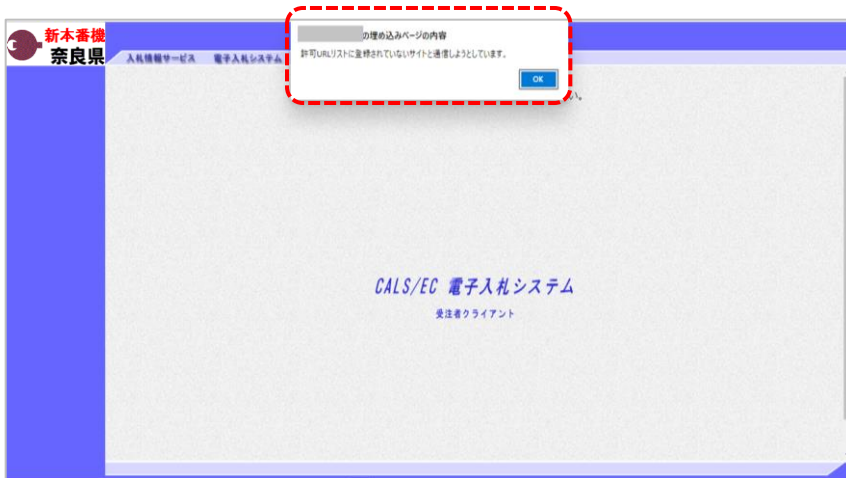 新本番機
奈良県
入札情報サービス 電子入札システム
の埋め込みページの内容
許可URLリストに登録されていないサイトと通信しようとしています。
OK
い。
CALS/EC 電子入札システム
受注者クライアント